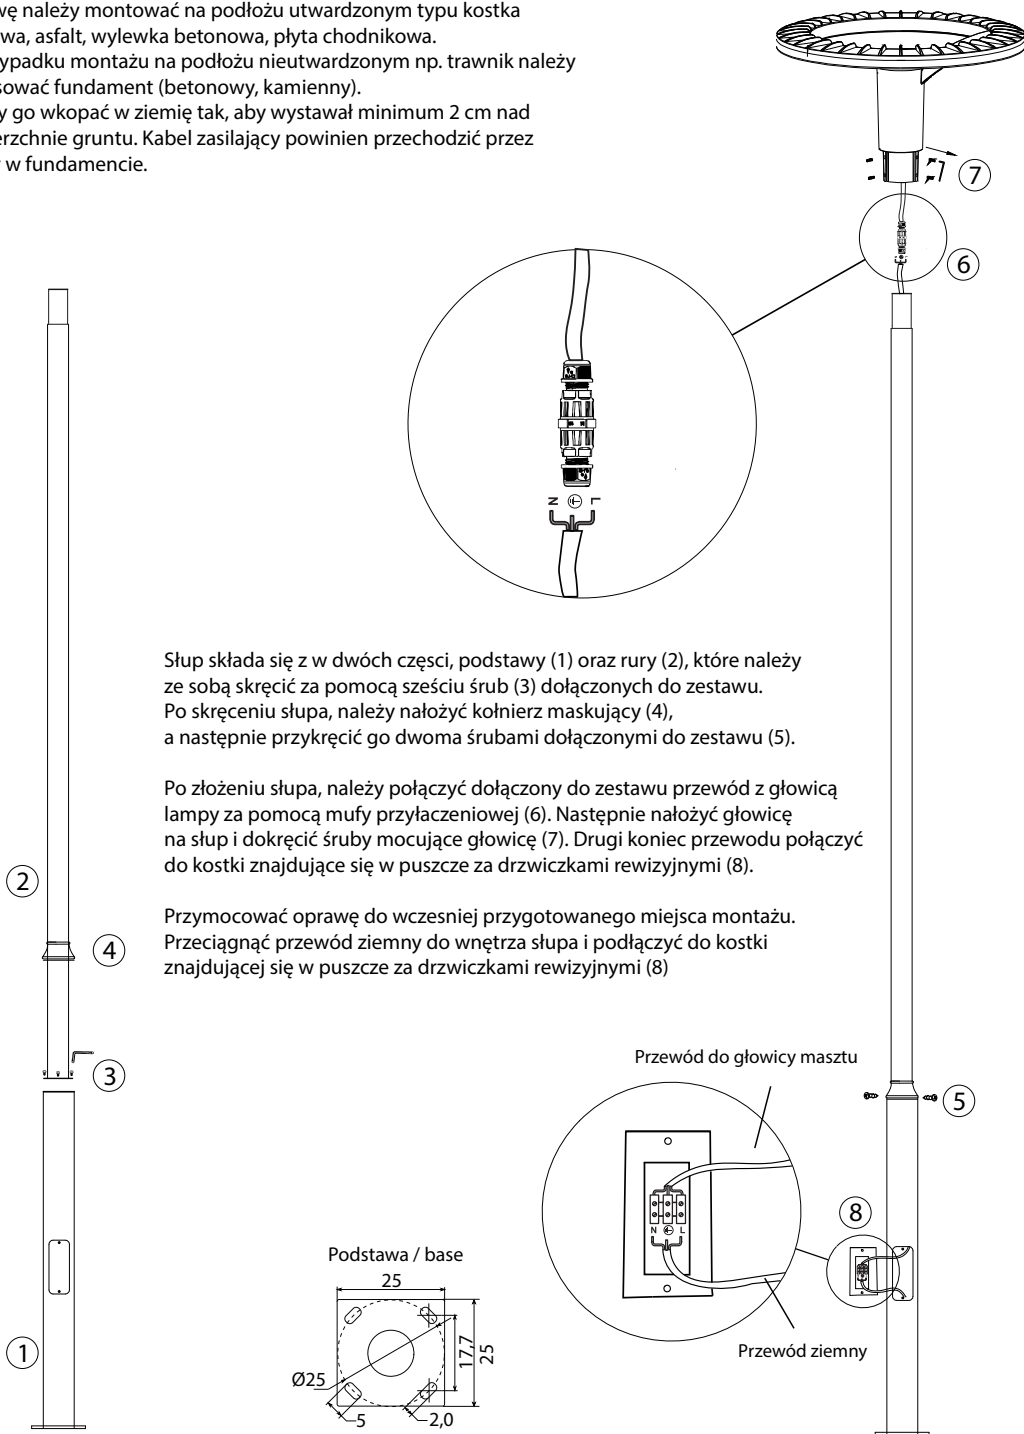 należy montować na podłożu utwardzonym typu kostka
asfalt, wylewka betonowa, płyta chodnikowa.
montażu na podłożu nieutwardzonym np. trawnik należy
fundament (betonowy, kamienny).
go wkopać w ziemię tak, aby wystawał minimum 2 cm nad
gruntu. Kabel zasilający powinien przechodzić przez
w fundamencie.
7
6
N L
Słup składa się z w dwóch częsci, podstawy (1) oraz rury (2), które należy
ze sobą skręcić za pomocą sześciu śrub (3) dołączonych do zestawu.
Po skręceniu słupa, należy nałożyć kołnierz maskujący (4),
a następnie przykręcić go dwoma śrubami dołączonymi do zestawu (5).
Po złożeniu słupa, należy połączyć dołączony do zestawu przewód z głowicą
lampy za pomocą mufy przyłaczeniowej (6). Następnie nałożyć głowicę
na słup i dokręcić śruby mocujące głowicę (7). Drugi koniec przewodu połączyć
do kostki znajdujące się w puszcze za drzwiczkami rewizyjnymi (8).
Przymocować oprawę do wczesniej przygotowanego miejsca montażu.
Przeciągnąć przewód ziemny do wnętrza słupa i podłączyć do kostki
znajdującej się w puszcze za drzwiczkami rewizyjnymi (8)
2
4
3
1
Przewód do głowicy masztu
5
8
N L
Przewód ziemny
Podstawa / base
25
17,7
25
Ø25
5
2,0